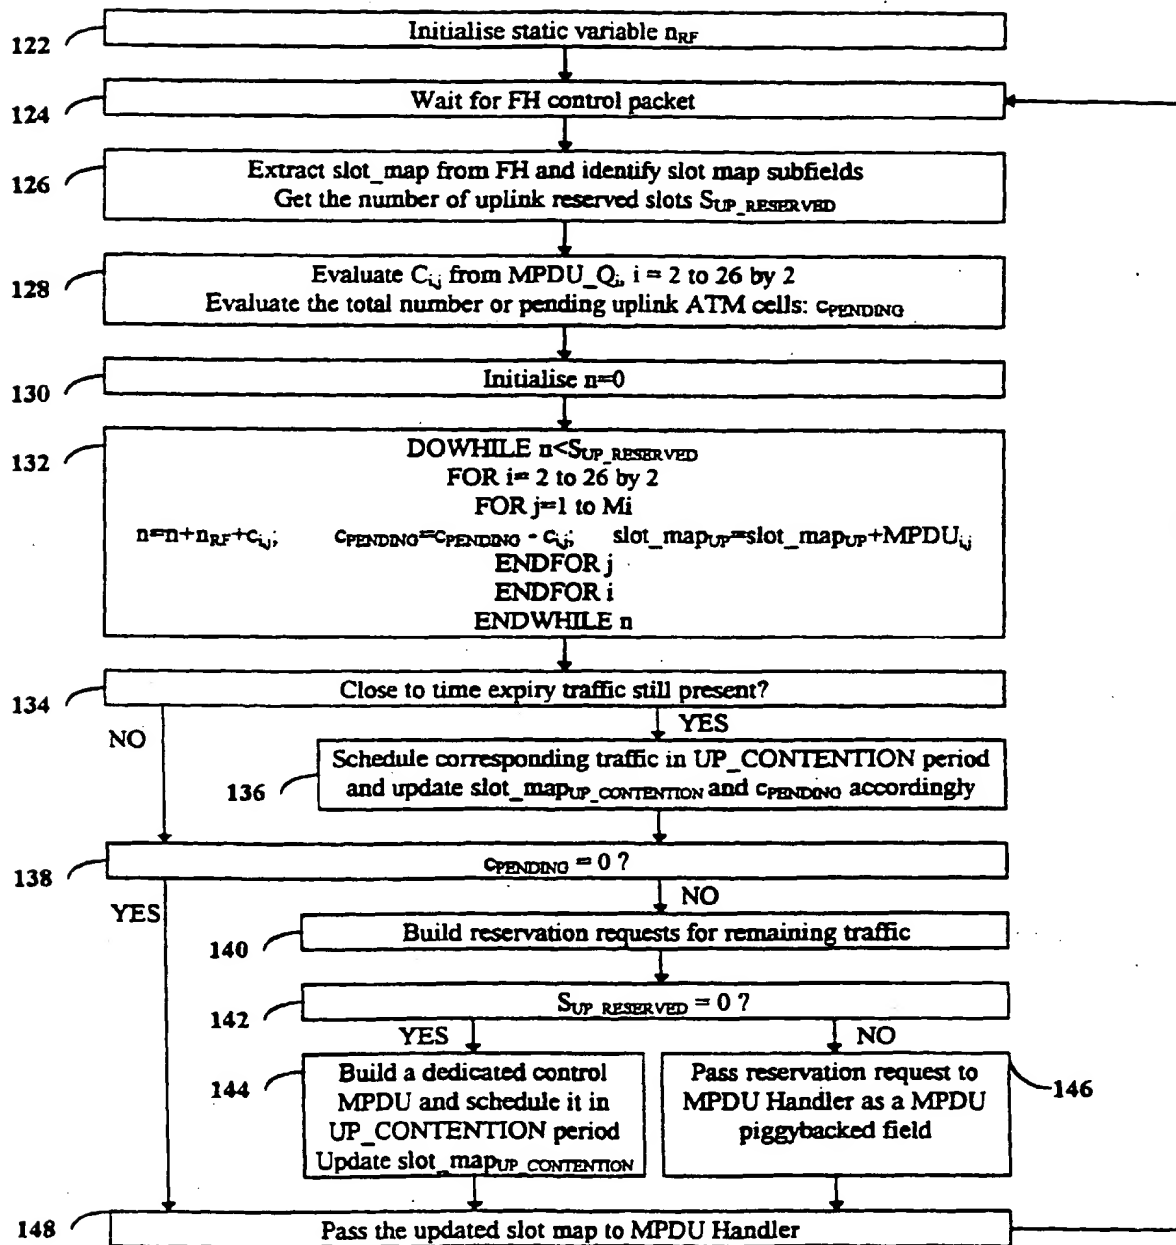 122
Initialise static variable n_RF
124
Wait for FH control packet
126
Extract slot_map from FH and identify slot map subfields
Get the number of uplink reserved slots S_UP_RESERVED
128
Evaluate C_i,j from MPDU_Q_i, i = 2 to 26 by 2
Evaluate the total number or pending uplink ATM cells: c_PENDING
130
Initialise n=0
132
DOWHILE n<S_UP_RESERVED
FOR i= 2 to 26 by 2
FOR j=1 to Mi
n=n+n_RF+c_i,j; c_PENDING=c_PENDING - c_i,j; slot_map_UP=slot_map_UP+MPDU_i,j
ENDFOR j
ENDFOR i
ENDWHILE n
134
Close to time expiry traffic still present?
NO
YES
136
Schedule corresponding traffic in UP_CONTENTION period
and update slot_map_UP_CONTENTION and c_PENDING accordingly
138
c_PENDING = 0 ?
YES
NO
140
Build reservation requests for remaining traffic
142
S_UP_RESERVED = 0 ?
YES
NO
144
Build a dedicated control
MPDU and schedule it in
UP_CONTENTION period
Update slot_map_UP_CONTENTION
Pass reservation request to
MPDU Handler as a MPDU
piggybacked field
146
148
Pass the updated slot map to MPDU Handler